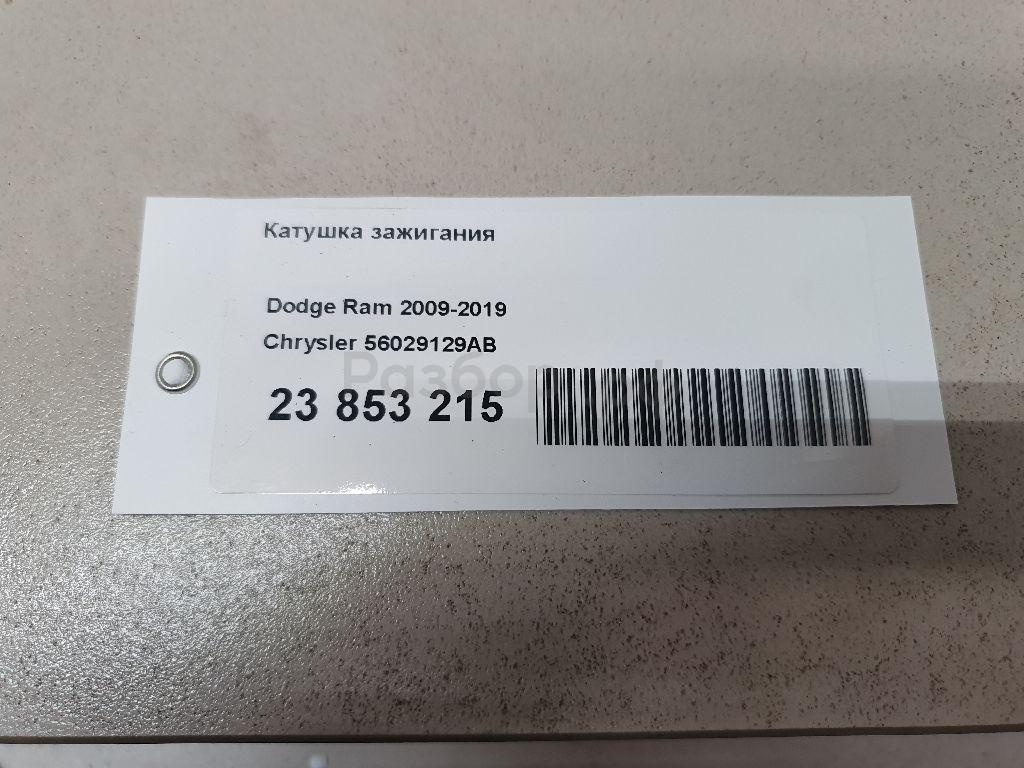 Катушка зажигания
Dodge Ram 2009-2019
Chrysler 56029129AB
23 853 215